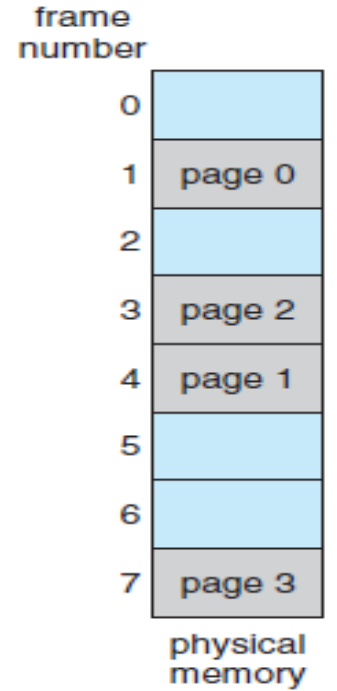 frame
number
0
1 page 0
2
3 page 2
4 page 1
5
6
7 page 3
physical
memory